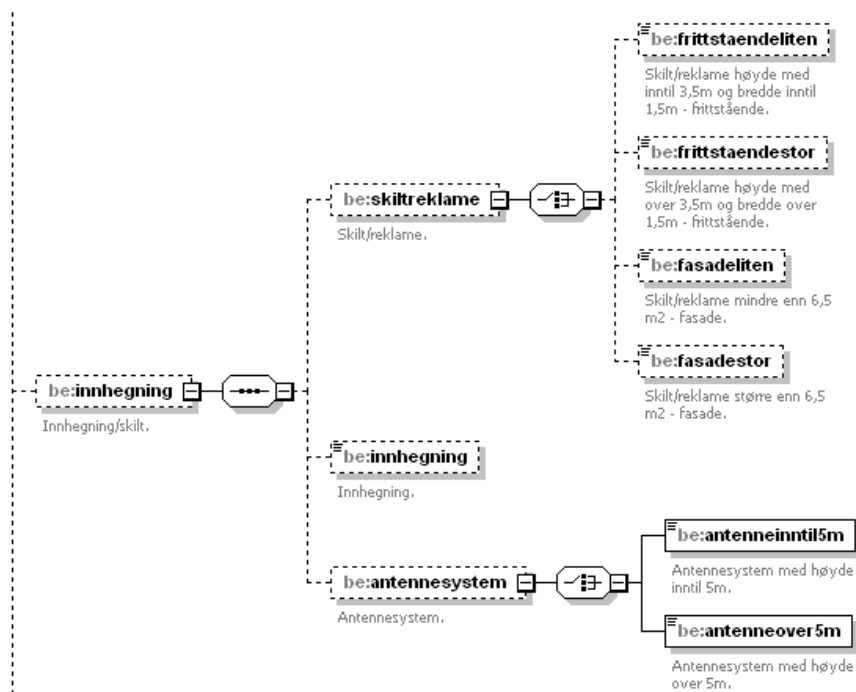 be:frittstaendeliten
Skilt/reklame høyde med
inntil 3,5m og bredde inntil
1,5m - frittstående.
be:frittstaendestor
Skilt/reklame høyde med
over 3,5m og bredde over
1,5m - frittstående.
be:skiltreklame
Skilt/reklame.
be:fasadeliten
Skilt/reklame mindre enn 6,5
m2 - fasade.
be:fasadestor
Skilt/reklame større enn 6,5
m2 - fasade.
be:innhegning
Innhegning/skilt.
be:innhegning
Innhegning.
be:antennesystem
Antennesystem.
be:antenneinntil5m
Antennesystem med høyde
inntil 5m.
be:antenneover5m
Antennesystem med høyde
over 5m.